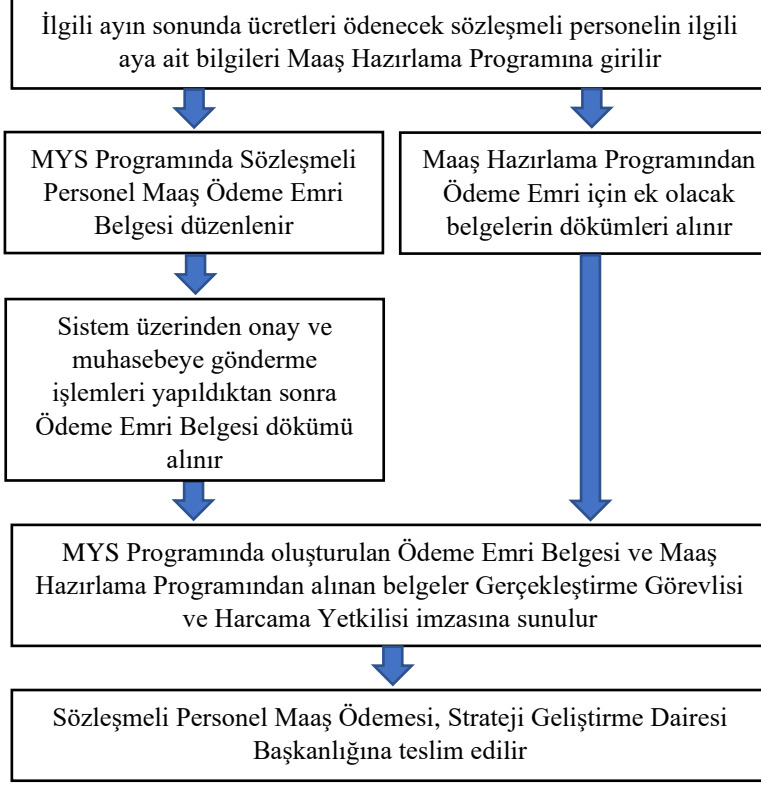 İlgili ayın sonunda ücretleri ödenecek sözleşmeli personelin ilgili
aya ait bilgileri Maaş Hazırlama Programına girilir
MYS Programında Sözleşmeli
Personel Maaş Ödeme Emri
Belgesi düzenlenir
Maaş Hazırlama Programından
Ödeme Emri için ek olacak
belgelerin dökümleri alınır
Sistem üzerinden onay ve
muhasebeye gönderme
işlemleri yapıldıktan sonra
Ödeme Emri Belgesi dökümü
alınır
MYS Programında oluşturulan Ödeme Emri Belgesi ve Maaş
Hazırlama Programından alınan belgeler Gerçekleştirme Görevlisi
ve Harcama Yetkilisi imzasına sunulur
Sözleşmeli Personel Maaş Ödemesi, Strateji Geliştirme Dairesi
Başkanlığına teslim edilir